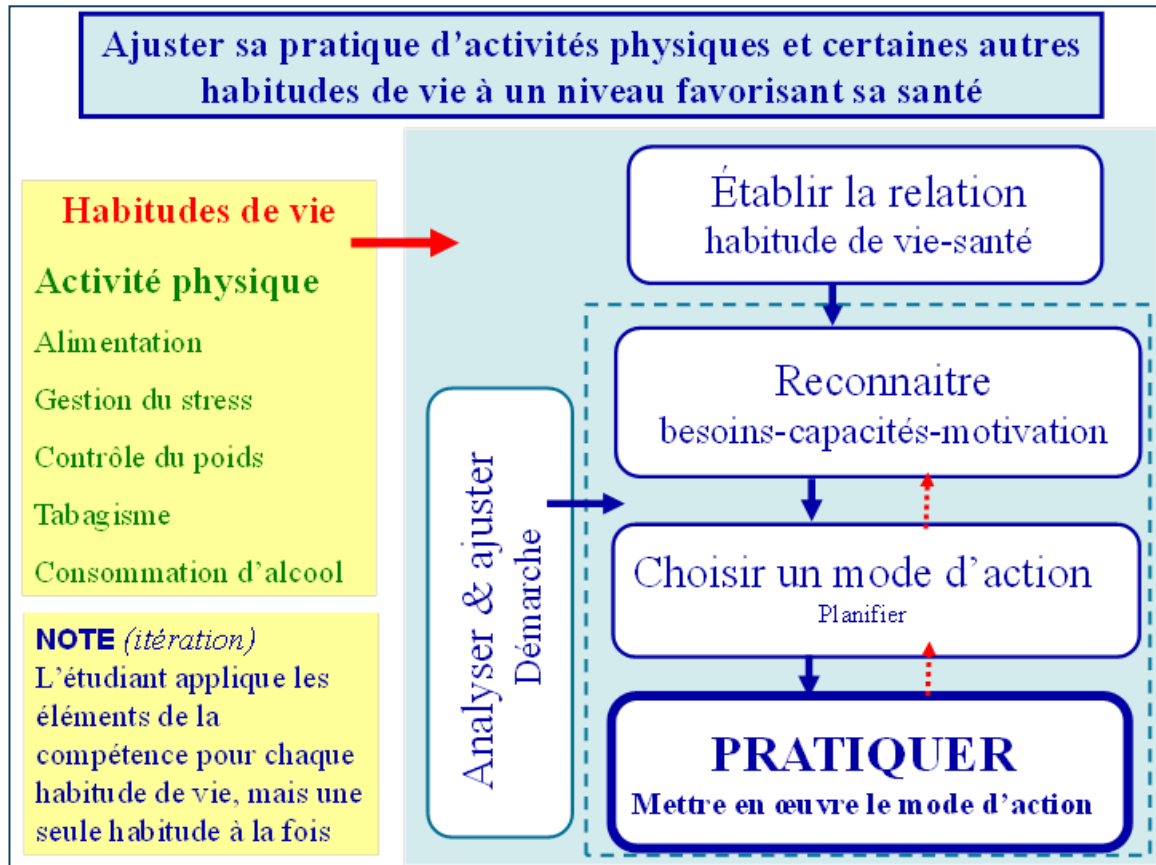 Ajuster sa pratique d'activités physiques et certaines autres
habitudes de vie à un niveau favorisant sa santé
Habitudes de vie
Activité physique
Alimentation
Gestion du stress
Contrôle du poids
Tabagisme
Consommation d'alcool
NOTE (itération)
L'étudiant applique les
éléments de la
compétence pour chaque
habitude de vie, mais une
seule habitude à la fois
Analyser & ajuster
Démarche
Établir la relation
habitude de vie-santé
Reconnaitre
besoins-capacités-motivation
Choisir un mode d'action
Planifier
PRATIQUER
Mettre en œuvre le mode d'action